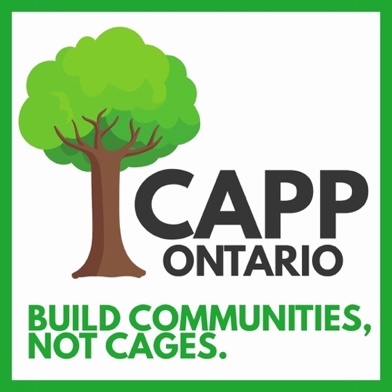 CAPP
ONTARIO
BUILD COMMUNITIES,
NOT CAGES.